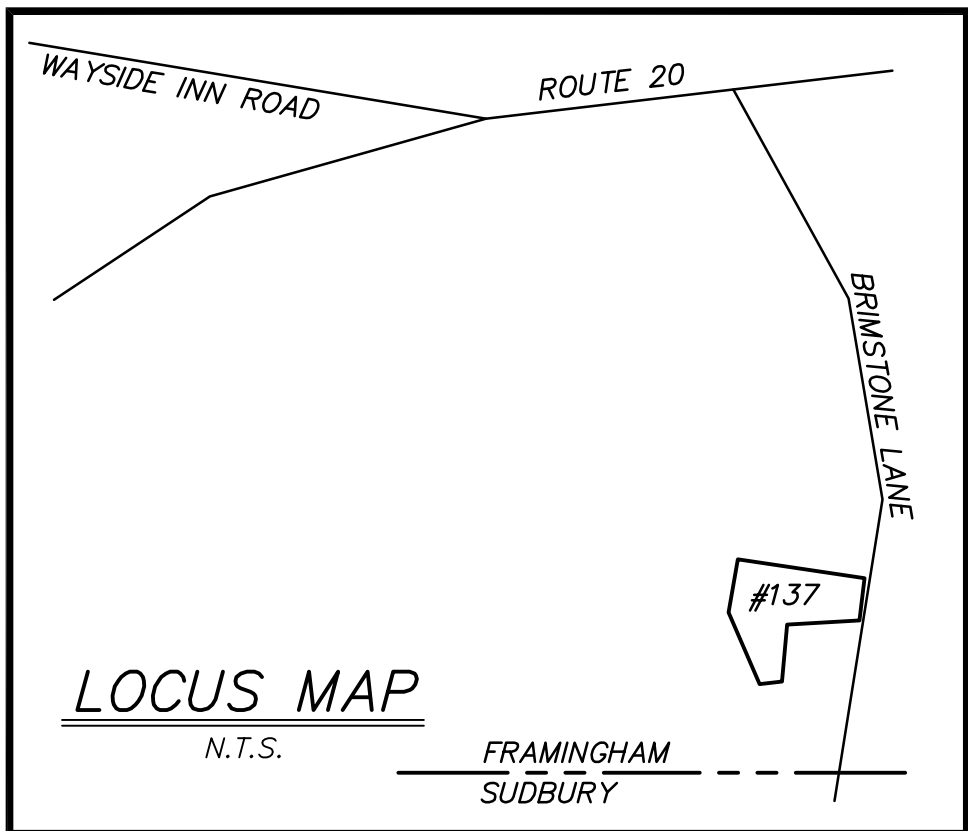 WAYSIDE INN ROAD
ROUTE 20
BRIMSTONE LANE
#137
LOCUS MAP
N.T.S.
FRAMINGHAM
SUDBURY